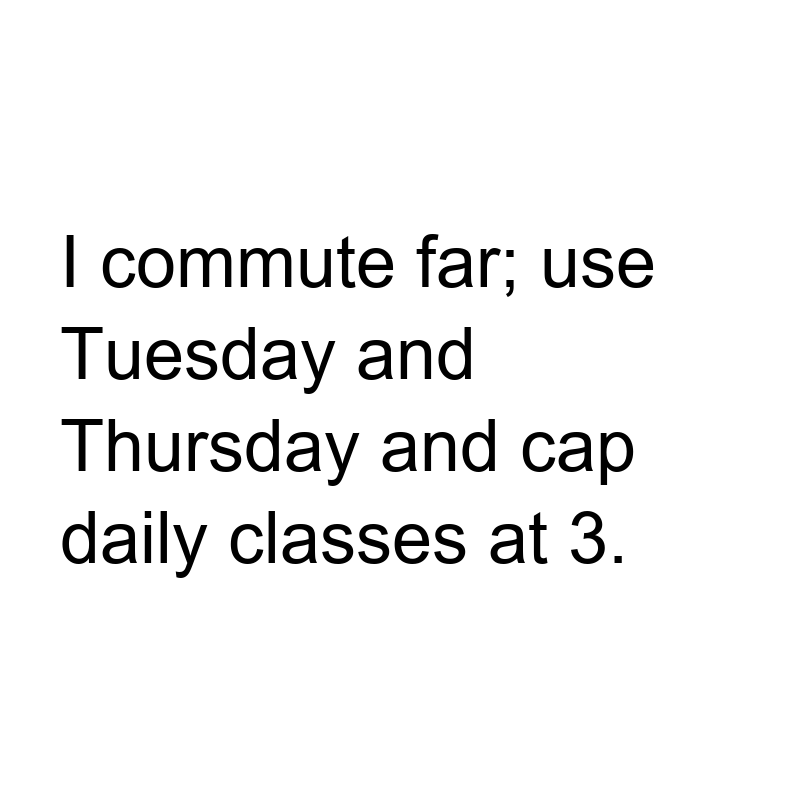 I commute far; use
Tuesday and
Thursday and cap
daily classes at 3.